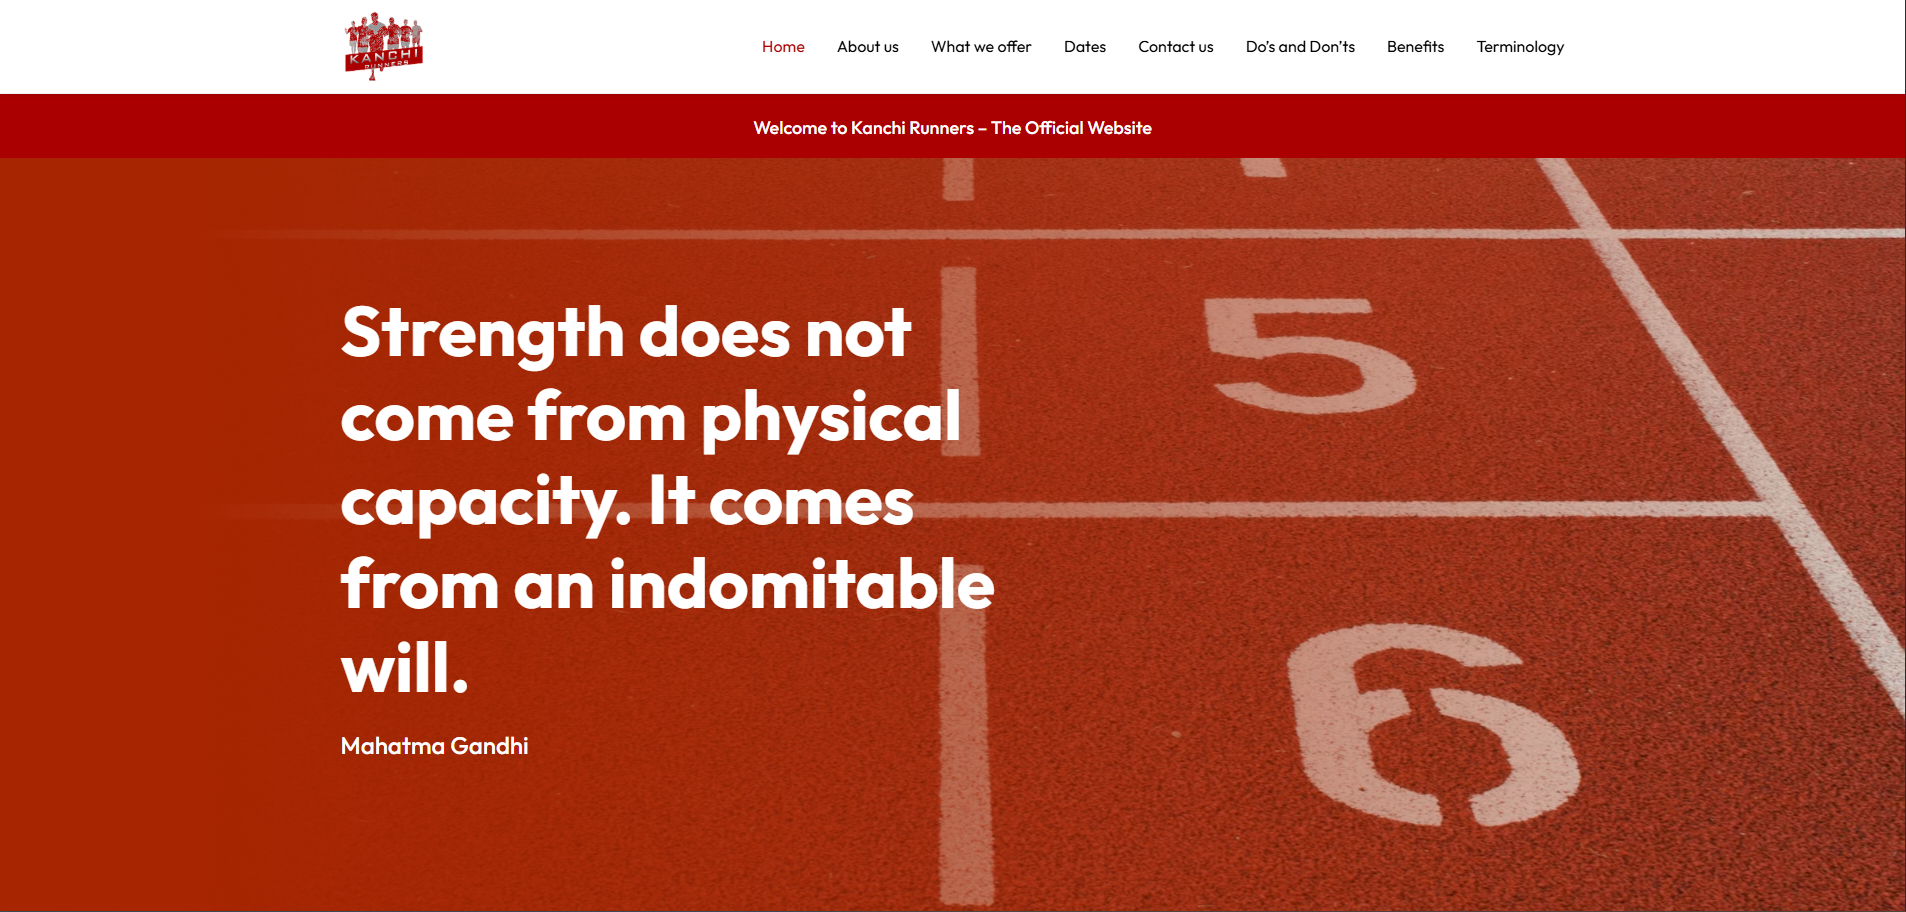 KANCHI
RUNNERS
Home
About us
What we offer
Dates
Contact us
Do’s and Don’ts
Benefits
Terminology
Welcome to Kanchi Runners – The Official Website
Strength does not
come from physical
capacity. It comes
from an indomitable
will.
Mahatma Gandhi
5
6